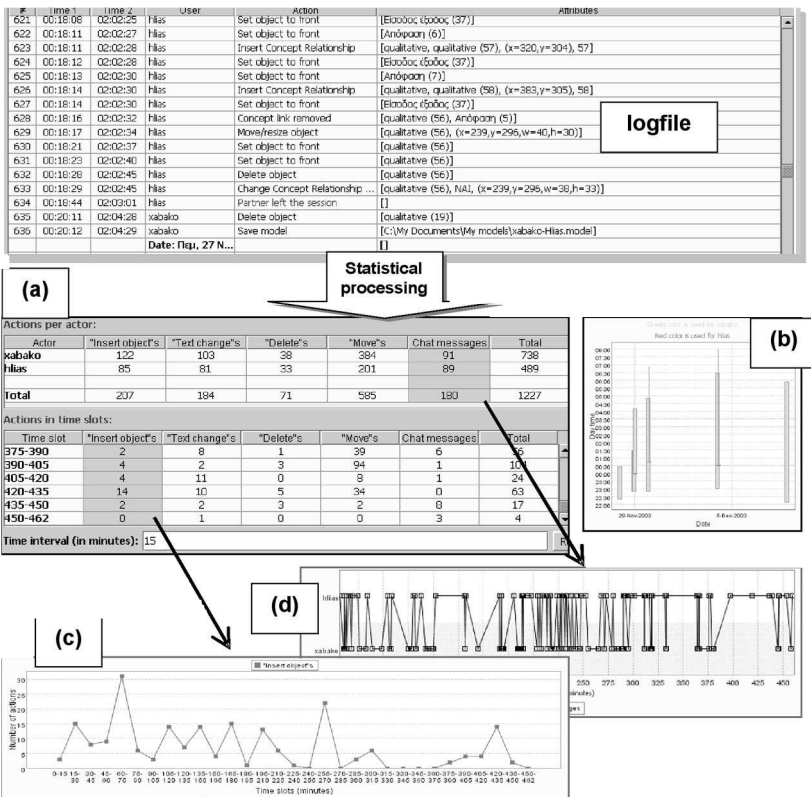 # Time 1 Time 2 User Action Attributes
621 00:18:08 02:02:25 hlias Set object to front [Είσοδος έξοδος (37)]
622 00:18:11 02:02:27 hlias Set object to front [Απόφαση (6)]
623 00:18:11 02:02:28 hlias Insert Concept Relationship [qualitative, qualitative (57), (x=320,y=304), 57]
624 00:18:12 02:02:28 hlias Set object to front [Είσοδος έξοδος (37)]
625 00:18:13 02:02:30 hlias Set object to front [Απόφαση (7)]
626 00:18:14 02:02:30 hlias Insert Concept Relationship [qualitative, qualitative (58), (x=383,y=305), 58]
627 00:18:14 02:02:30 hlias Set object to front [Είσοδος έξοδος (37)]
628 00:18:16 02:02:32 hlias Concept link removed [qualitative (56), Απόφαση (5)]
629 00:18:17 02:02:34 hlias Move/resize object [qualitative (56), (x=239,y=296,w=40,h=30)]
630 00:18:21 02:02:37 hlias Set object to front [qualitative (56)]
631 00:18:23 02:02:40 hlias Set object to front [qualitative (56)]
632 00:18:28 02:02:45 hlias Delete object [qualitative (56)]
633 00:18:29 02:02:45 hlias Change Concept Relationship ... [qualitative (56), NAI, (x=239,y=296,w=38,h=33)]
634 00:18:44 02:03:01 hlias Partner left the session []
635 00:20:11 02:04:28 xabako Delete object [qualitative (19)]
636 00:20:12 02:04:29 xabako Save model [C:\My Documents\My models\xabako-Hlias.model]
Date: Πεμ, 27 Ν... []
logfile
Statistical
processing
(a)
Actions per actor:
Actor "Insert object"s "Text change"s "Delete"s "Move"s Chat messages Total
xabako 122 103 38 384 91 738
hlias 85 81 33 201 89 489
Total 207 184 71 585 180 1227
Actions in time slots:
Time slot "Insert object"s "Text change"s "Delete"s "Move"s Chat messages Total
375-390 2 8 1 39 6 56
390-405 4 2 3 94 1 104
405-420 4 11 0 8 1 24
420-435 14 10 5 34 0 63
435-450 2 2 3 2 8 17
450-462 0 1 0 0 3 4
Time interval (in minutes): 15 R
(b)
Red color is used for hlias
Day time
28-Nov-2003 6-Dec-2003
Date
(d)
hlias
xabako
250 275 300 325 350 375 400 425 450
(c)
"Insert object"s
Number of actions
30
25
20
15
10
5
0
Time slots (minutes)